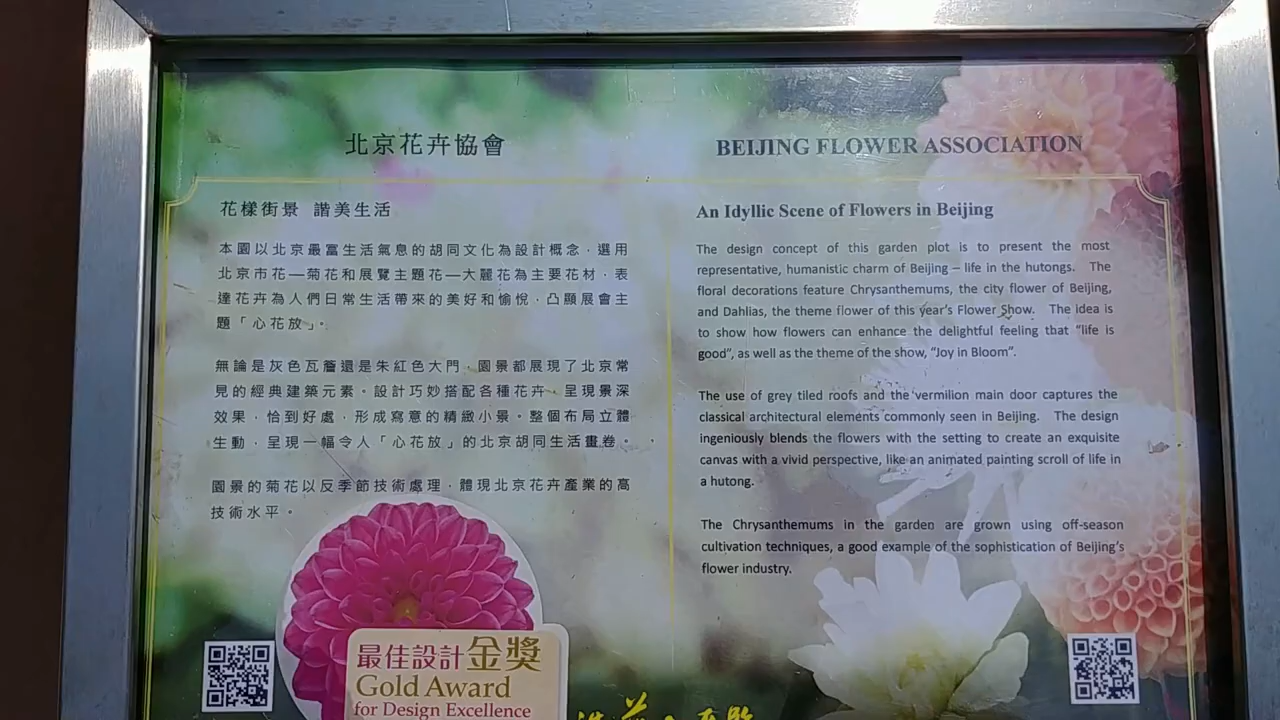 北京花卉協會
花樣街景 諧美生活
本園以北京最富生活氣息的胡同文化為設計概念，選用
北京市花—菊花和展覽主題花—大麗花為主要花材，表
達花卉為人們日常生活帶來的美好和愉悅，凸顯展會主
題「心花放」。
無論是灰色瓦簷還是朱紅色大門，園景都展現了北京常
見的經典建築元素。設計巧妙搭配各種花卉，呈現景深
效果，恰到好處，形成寫意的精緻小景。整個布局立體
生動，呈現一幅令人「心花放」的北京胡同生活畫卷。
園景的菊花以反季節技術處理，體現北京花卉產業的高
技術水平。
BEIJING FLOWER ASSOCIATION
An Idyllic Scene of Flowers in Beijing
The design concept of this garden plot is to present the most
representative, humanistic charm of Beijing – life in the hutongs. The
floral decorations feature Chrysanthemums, the city flower of Beijing,
and Dahlias, the theme flower of this year's Flower Show. The idea is
to show how flowers can enhance the delightful feeling that "life is
good", as well as the theme of the show, "Joy in Bloom".
The use of grey tiled roofs and the vermilion main door captures the
classical architectural elements commonly seen in Beijing. The design
ingeniously blends the flowers with the setting to create an exquisite
canvas with a vivid perspective, like an animated painting scroll of life in
a hutong.
The Chrysanthemums in the garden are grown using off-season
cultivation techniques, a good example of the sophistication of Beijing's
flower industry.
最佳設計金獎
Gold Award
for Design Excellence